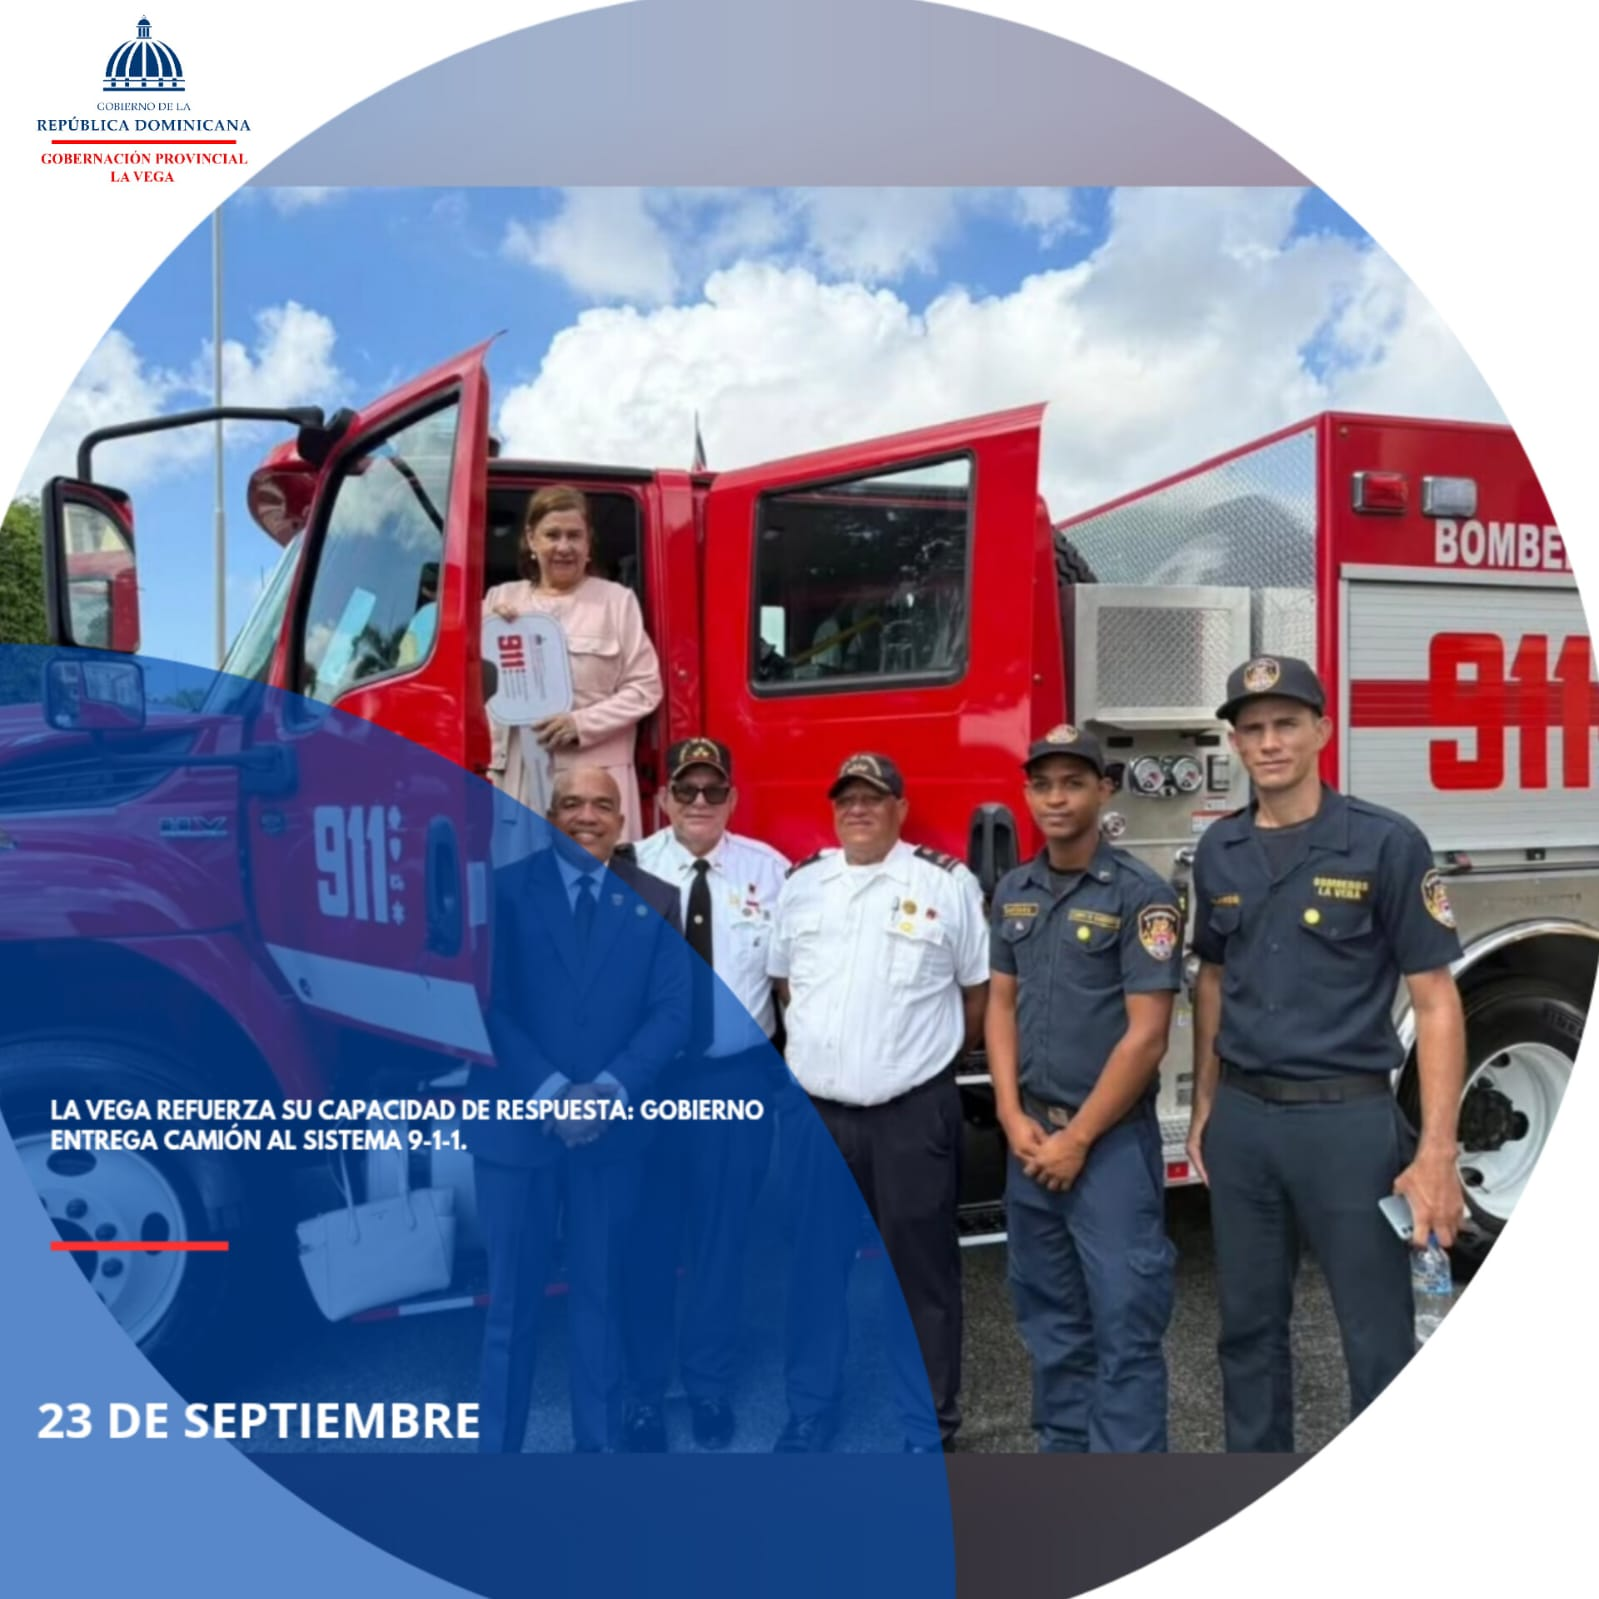 GOBIERNO DE LA
REPÚBLICA DOMINICANA
GOBERNACIÓN PROVINCIAL
LA VEGA
BOMBE
911
911
911
BOMBEROS
LA VEGA
LA VEGA REFUERZA SU CAPACIDAD DE RESPUESTA: GOBIERNO
ENTREGA CAMIÓN AL SISTEMA 9-1-1.
23 DE SEPTIEMBRE